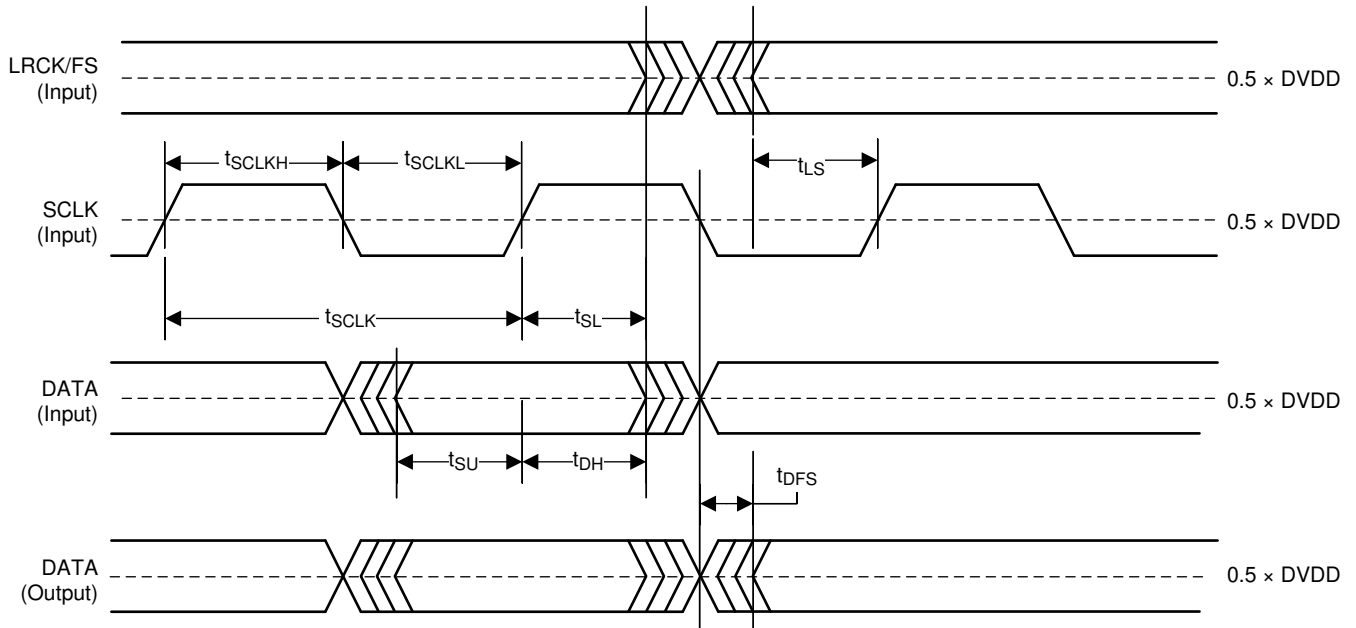 LRCK/FS
(Input)
0.5 × DVDD
tSCLKH
tSCLKL
tLS
SCLK
(Input)
0.5 × DVDD
tSCLK
tSL
DATA
(Input)
0.5 × DVDD
tSU
tDH
tDFS
DATA
(Output)
0.5 × DVDD